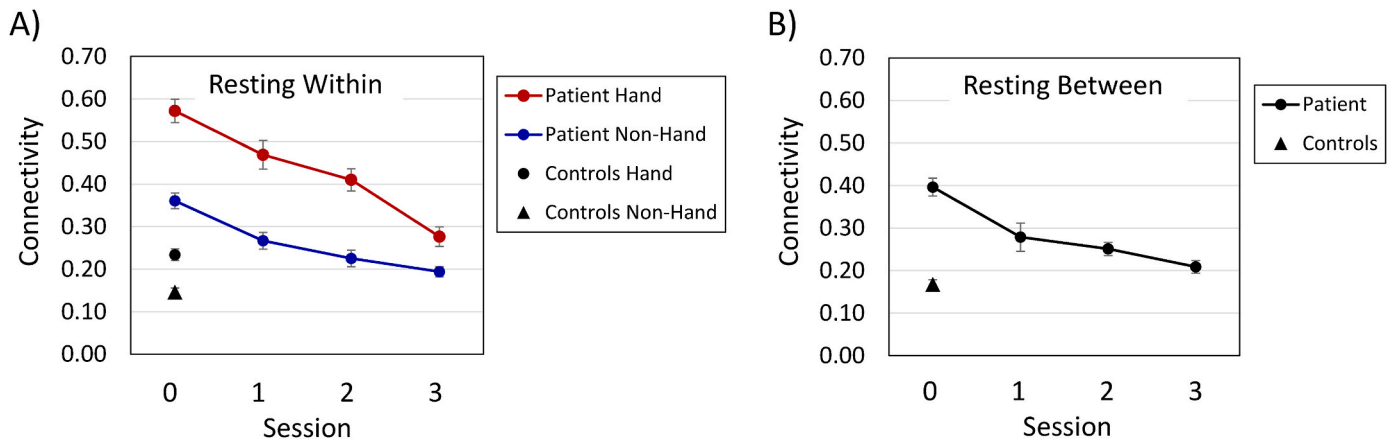 A)
Resting Within
0.70
0.60
0.50
0.40
0.30
0.20
0.10
0.00
Connectivity
0 1 2 3
Session
Patient Hand
Patient Non-Hand
Controls Hand
Controls Non-Hand
B)
Resting Between
0.70
0.60
0.50
0.40
0.30
0.20
0.10
0.00
Connectivity
0 1 2 3
Session
Patient
Controls